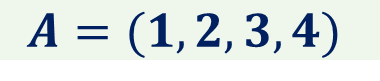 A = (1, 2, 3, 4)